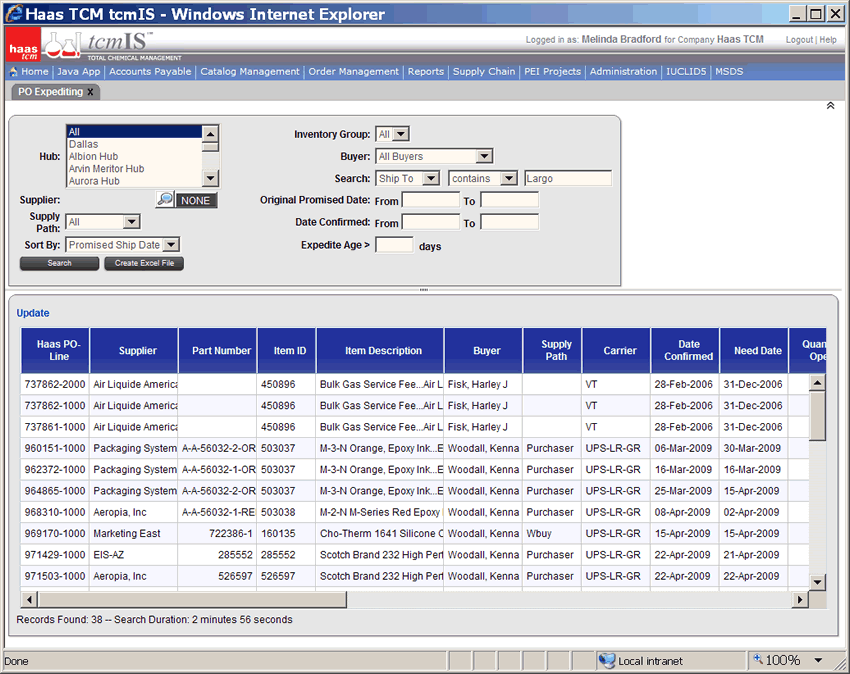 Haas TCM tcmIS - Windows Internet Explorer
haas tcm
tcmIS™
TOTAL CHEMICAL MANAGEMENT
Logged in as: Melinda Bradford for Company Haas TCM Logout | Help
Home | Java App | Accounts Payable | Catalog Management | Order Management | Reports | Supply Chain | PEI Projects | Administration | IUCLID5 | MSDS
PO Expediting X
Hub: All
Dallas
Albion Hub
Arvin Meritor Hub
Aurora Hub
Supplier: NONE
Supply Path: All
Sort By: Promised Ship Date
Search Create Excel File
Inventory Group: All
Buyer: All Buyers
Search: Ship To contains Largo
Original Promised Date: From To
Date Confirmed: From To
Expedite Age > days
Update
Haas PO-Line Supplier Part Number Item ID Item Description Buyer Supply Path Carrier Date Confirmed Need Date Quan Ope
737862-2000 Air Liquide America 450896 Bulk Gas Service Fee...Air L Fisk, Harley J VT 28-Feb-2006 31-Dec-2006
737862-1000 Air Liquide America 450896 Bulk Gas Service Fee...Air L Fisk, Harley J VT 28-Feb-2006 31-Dec-2006
737861-1000 Air Liquide America 450896 Bulk Gas Service Fee...Air L Fisk, Harley J VT 28-Feb-2006 31-Dec-2006
960151-1000 Packaging System A-A-56032-2-OR 503037 M-3-N Orange, Epoxy Ink...E Woodall, Kenna Purchaser UPS-LR-GR 06-Mar-2009 30-Mar-2009
962372-1000 Packaging System A-A-56032-1-OR 503037 M-3-N Orange, Epoxy Ink...E Woodall, Kenna Purchaser UPS-LR-GR 16-Mar-2009 16-Mar-2009
964865-1000 Packaging System A-A-56032-2-OR 503037 M-3-N Orange, Epoxy Ink...E Woodall, Kenna Purchaser UPS-LR-GR 25-Mar-2009 15-Apr-2009
968310-1000 Aeropia, Inc A-A-56032-1-RE 503038 M-2-N M-Series Red Epoxy Woodall, Kenna Purchaser UPS-LR-GR 08-Apr-2009 02-Apr-2009
969170-1000 Marketing East 722386-1 160135 Cho-Therm 1641 Silicone C Woodall, Kenna Wbuy UPS-LR-GR 15-Apr-2009 15-Apr-2009
971429-1000 EIS-AZ 285552 285552 Scotch Brand 232 High Perf Woodall, Kenna Purchaser UPS-LR-GR 22-Apr-2009 21-Apr-2009
971503-1000 Aeropia, Inc 526597 526597 Scotch Brand 232 High Perf Woodall, Kenna Purchaser UPS-LR-GR 22-Apr-2009 22-Apr-2009
Records Found: 38 -- Search Duration: 2 minutes 56 seconds
Done Local intranet 100%